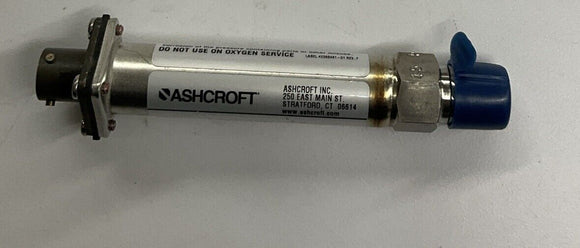 DO NOT USE ON OXYGEN SERVICE
ASHCROFT
ASHCROFT INC.
250 EAST MAIN ST.
STRATFORD, CT 06614
www.ashcroft.com